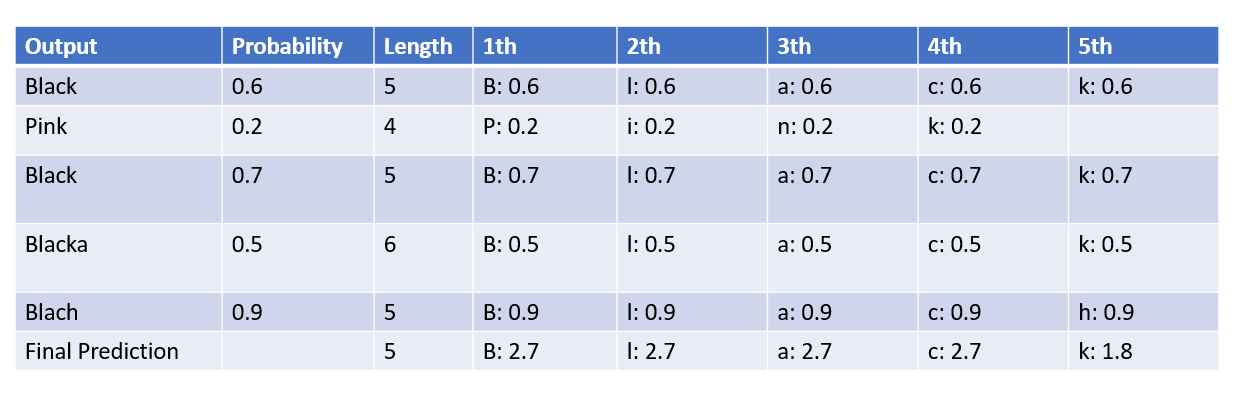 Output Probability Length 1th 2th 3th 4th 5th
Black 0.6 5 B: 0.6 l: 0.6 a: 0.6 c: 0.6 k: 0.6
Pink 0.2 4 P: 0.2 i: 0.2 n: 0.2 k: 0.2
Black 0.7 5 B: 0.7 l: 0.7 a: 0.7 c: 0.7 k: 0.7
Blacka 0.5 6 B: 0.5 l: 0.5 a: 0.5 c: 0.5 k: 0.5
Blach 0.9 5 B: 0.9 l: 0.9 a: 0.9 c: 0.9 h: 0.9
Final Prediction 5 B: 2.7 l: 2.7 a: 2.7 c: 2.7 k: 1.8